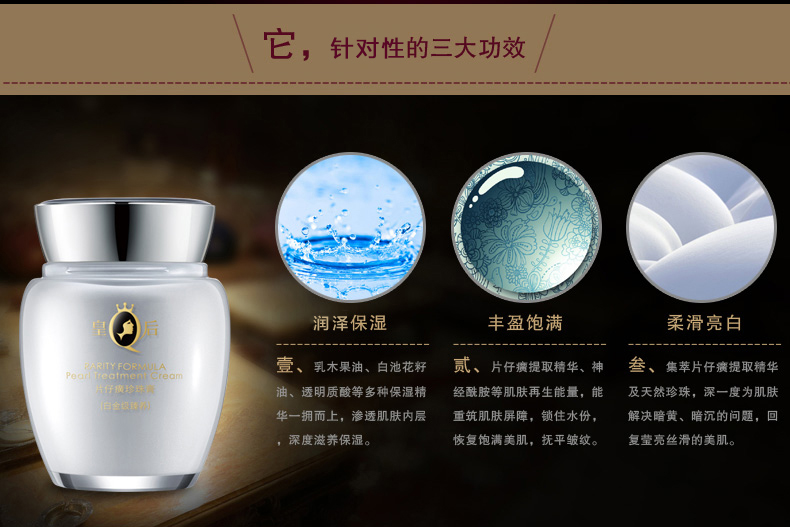 它，针对性的三大功效
皇 后
Pearl Treatment Cream
润泽保湿
壹、乳木果油、白池花籽
油、透明质酸等多种保湿精
华一拥而上，渗透肌肤内层
，深度滋养保湿。
丰盈饱满
贰、片仔癀提取精华、神
经酰胺等肌肤再生能量，能
重筑肌肤屏障，锁住水份，
恢复饱满美肌，抚平皱纹。
柔滑亮白
叁、集萃片仔癀提取精华
及天然珍珠，深一度为肌肤
解决暗黄、暗沉的问题，回
复莹亮丝滑的美肌。